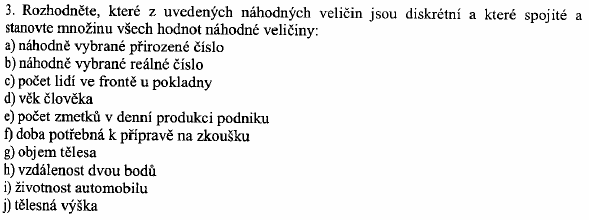 3. Rozhodněte, které z uvedených náhodných veličin jsou diskrétní a které spojité a
stanovte množinu všech hodnot náhodné veličiny:
a) náhodně vybrané přirozené číslo
b) náhodně vybrané reálné číslo
c) počet lidí ve frontě u pokladny
d) věk člověka
e) počet zmetků v denní produkci podniku
f) doba potřebná k přípravě na zkoušku
g) objem tělesa
h) vzdálenost dvou bodů
i) životnost automobilu
j) tělesná výška